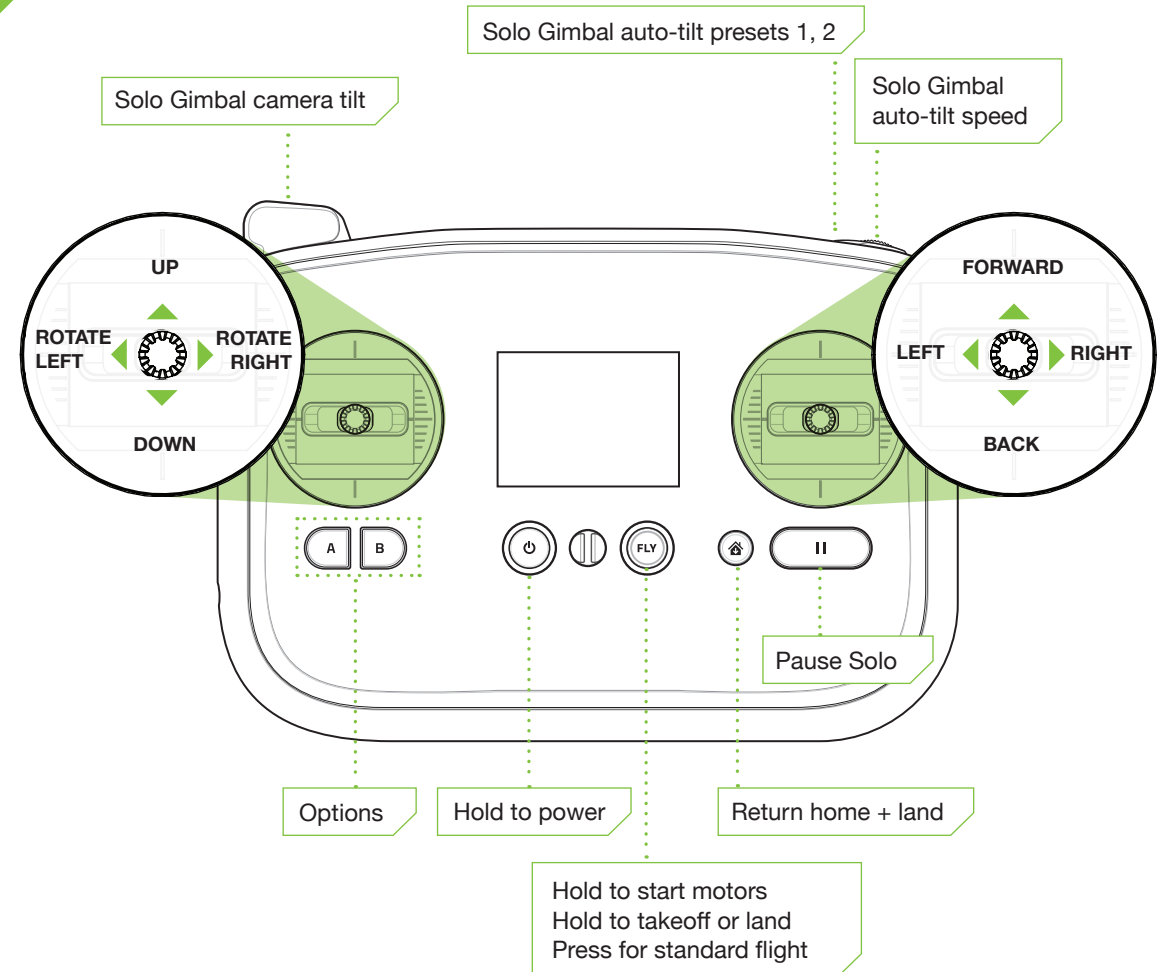 Solo Gimbal auto-tilt presets 1, 2
Solo Gimbal camera tilt
Solo Gimbal
auto-tilt speed
UP
ROTATE
LEFT
ROTATE
RIGHT
DOWN
FORWARD
LEFT
RIGHT
BACK
A
B
FLY
Pause Solo
Options
Hold to power
Return home + land
Hold to start motors
Hold to takeoff or land
Press for standard flight